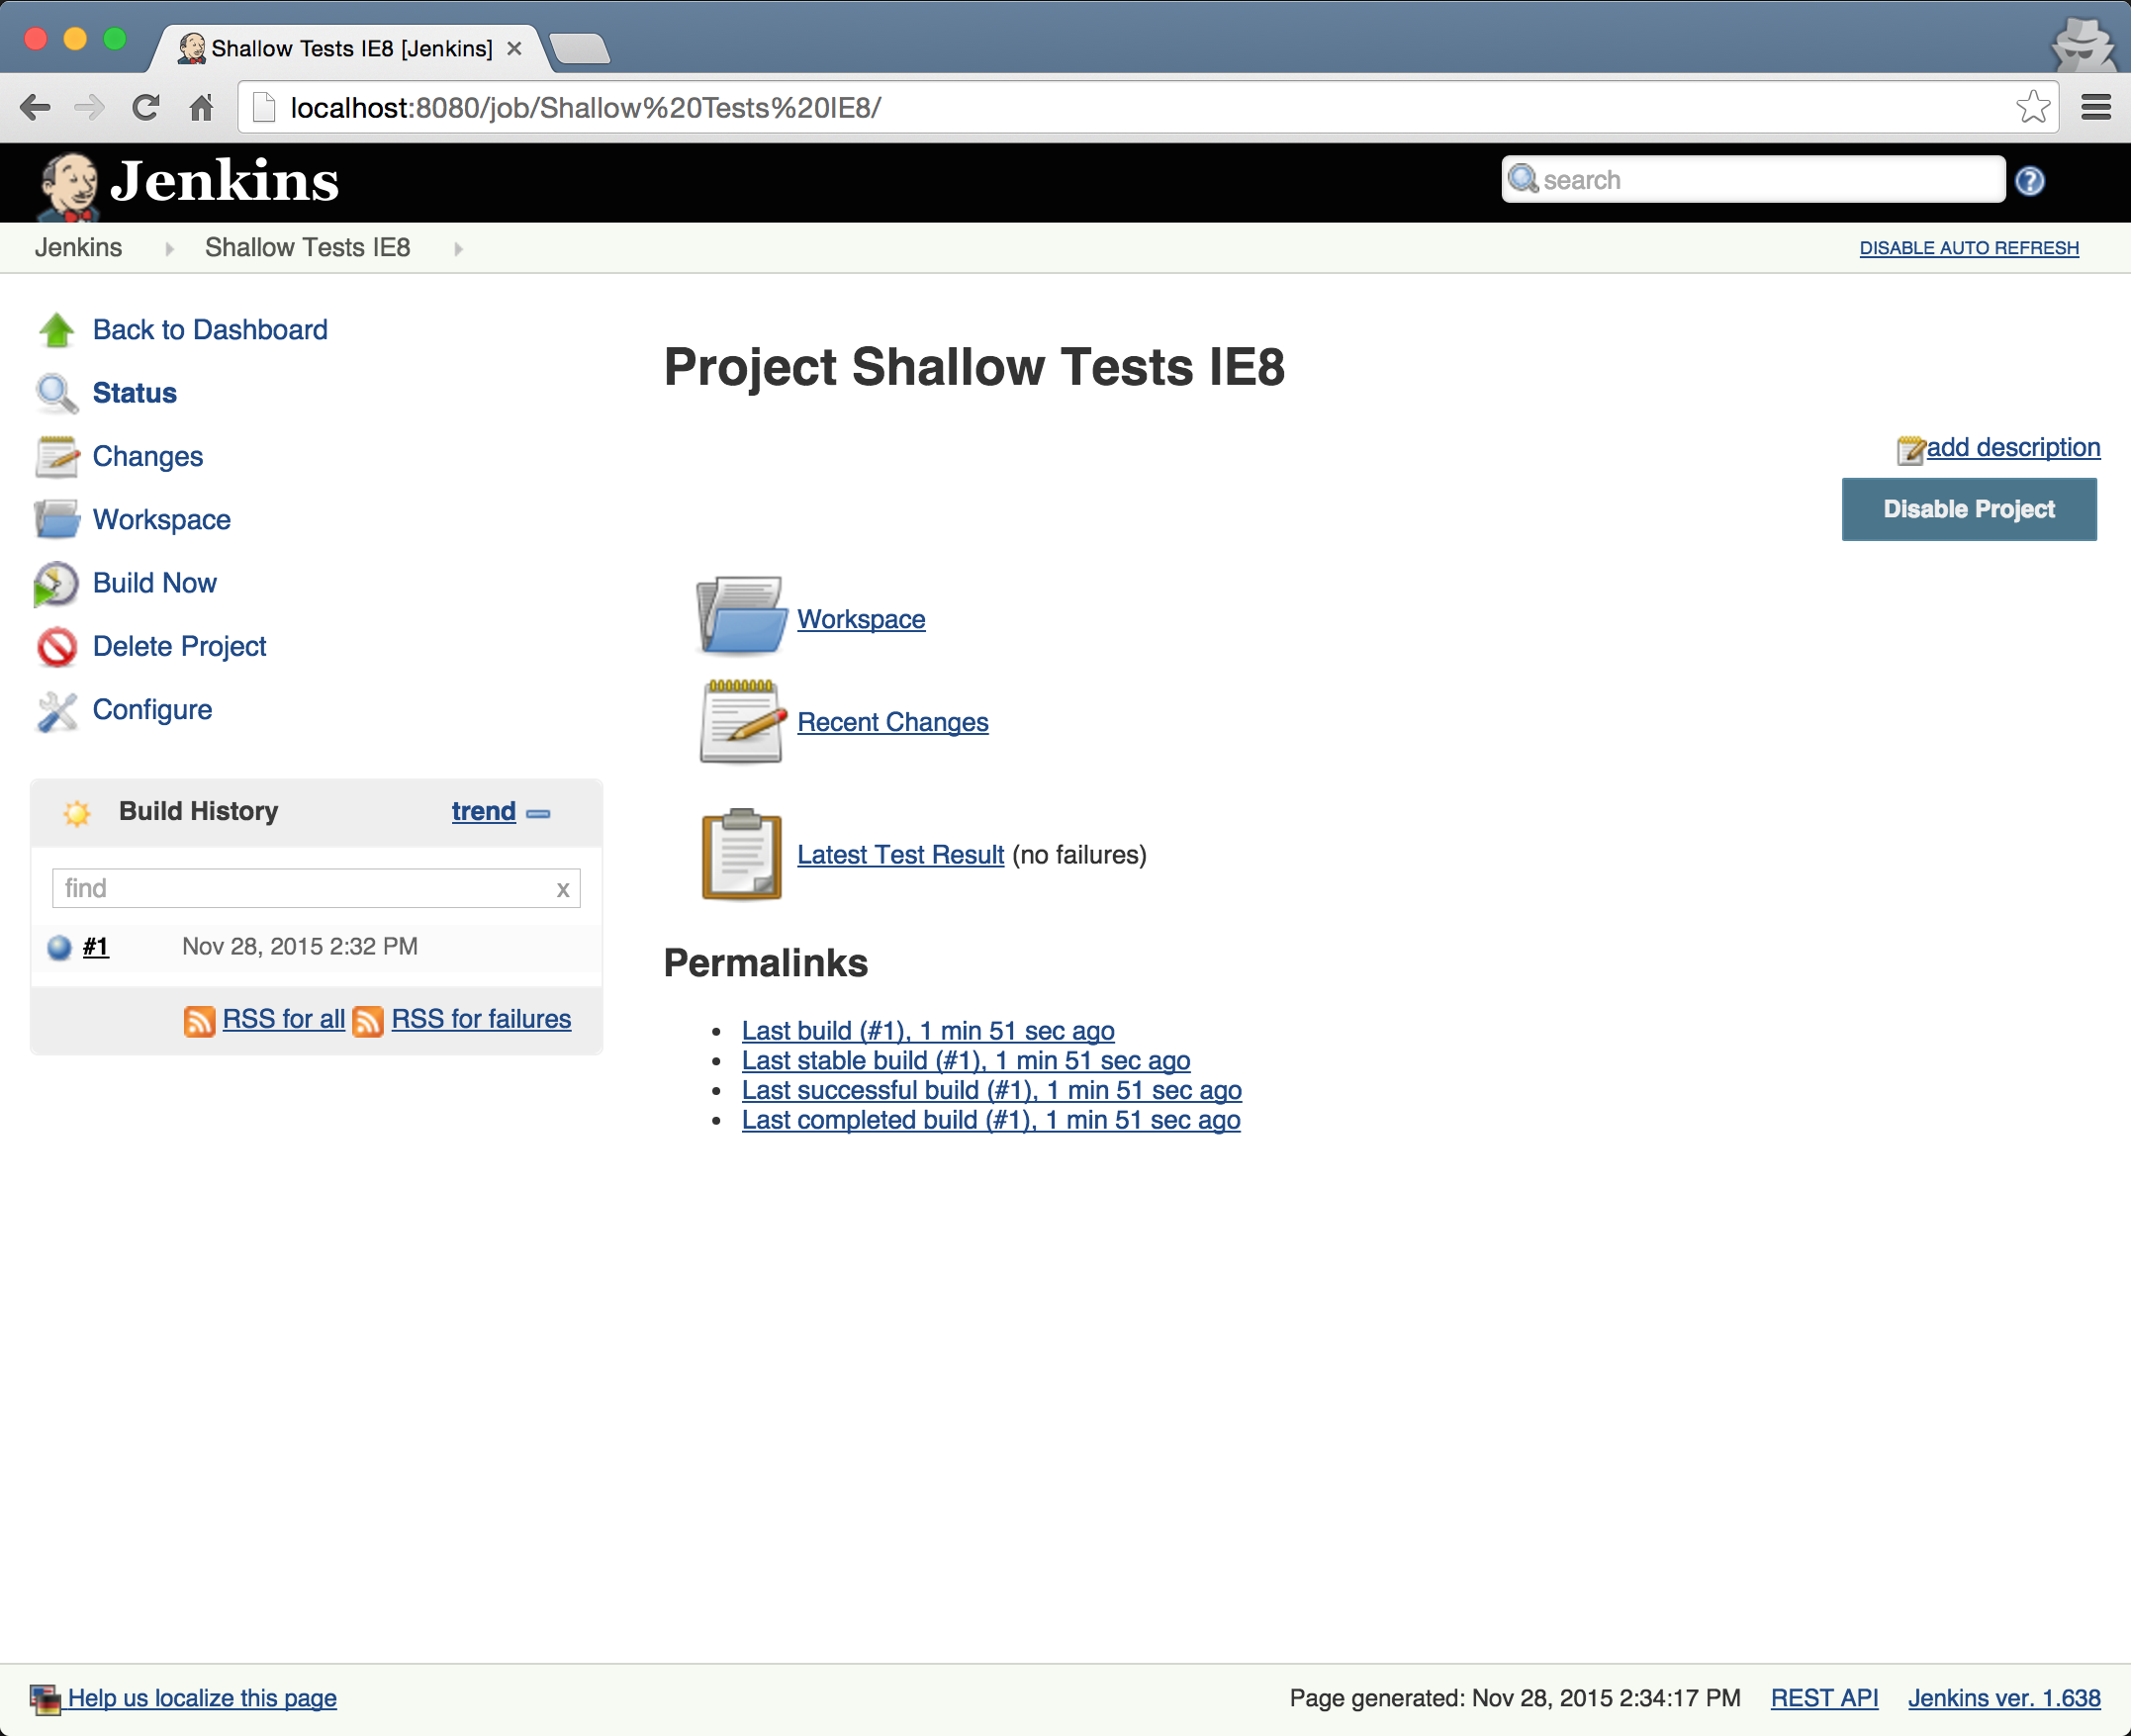 Shallow Tests IE8 [Jenkins]
localhost:8080/job/Shallow%20Tests%20IE8/
Jenkins
search
Jenkins Shallow Tests IE8
DISABLE AUTO REFRESH
Back to Dashboard
Status
Changes
Workspace
Build Now
Delete Project
Configure
Build History trend
find x
#1 Nov 28, 2015 2:32 PM
RSS for all RSS for failures
Project Shallow Tests IE8
add description
Disable Project
Workspace
Recent Changes
Latest Test Result (no failures)
Permalinks
Last build (#1), 1 min 51 sec ago
Last stable build (#1), 1 min 51 sec ago
Last successful build (#1), 1 min 51 sec ago
Last completed build (#1), 1 min 51 sec ago
Help us localize this page
Page generated: Nov 28, 2015 2:34:17 PM REST API Jenkins ver. 1.638